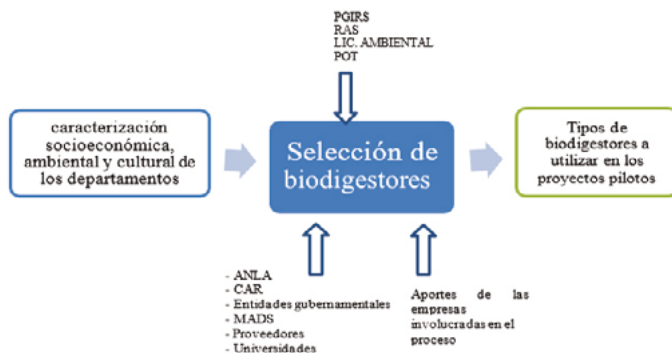 PGIRS
RAS
LIC. AMBIENTAL
POT
caracterización
socioeconómica,
ambiental y cultural de
los departamentos
Selección de
biodigestores
Tipos de
biodigestores a
utilizar en los
proyectos pilotos
- ANLA
- CAR
- Entidades gubernamentales
- MADS
- Proveedores
- Universidades
Aportes de las
empresas
involucradas en el
proceso